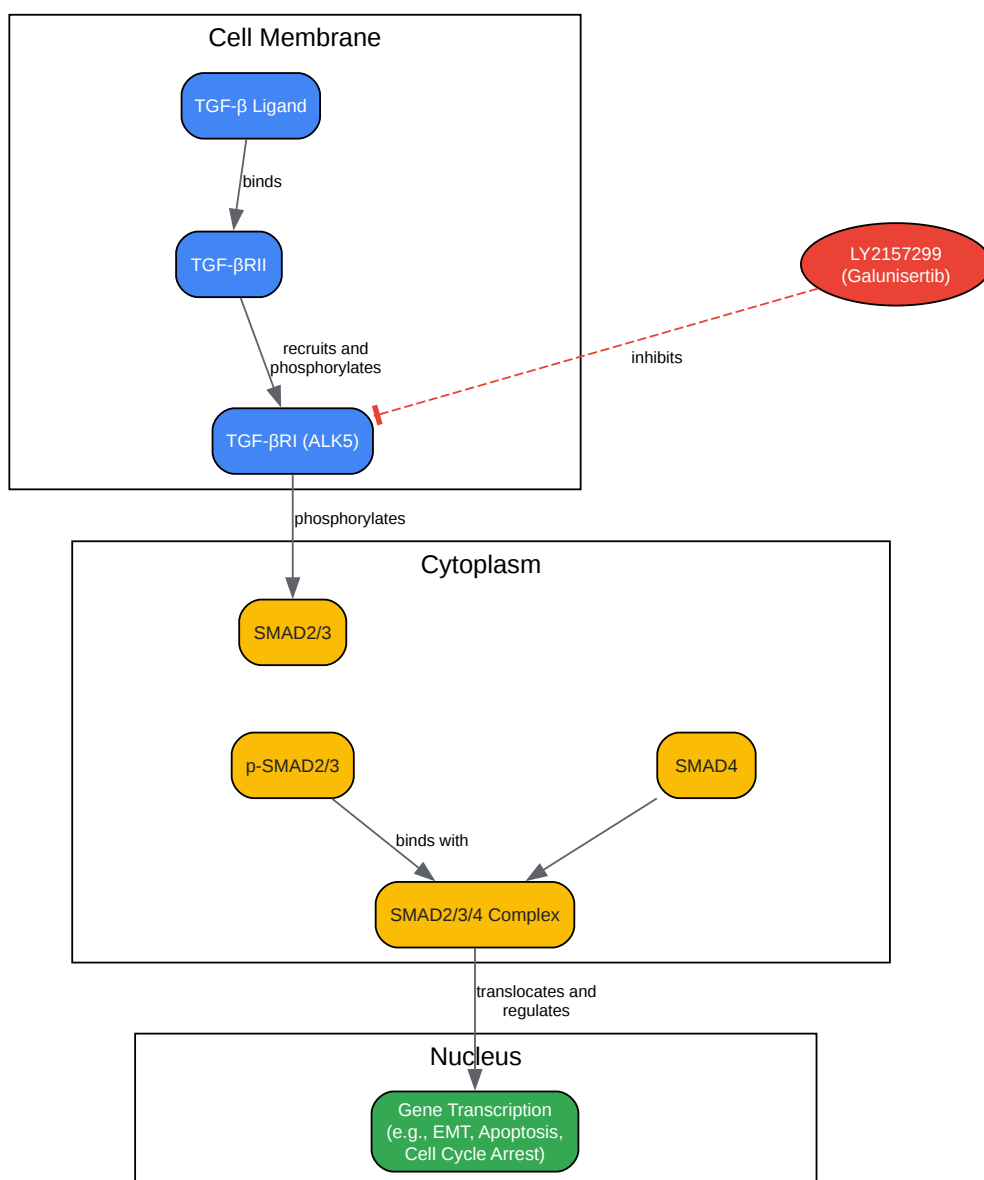 Cell Membrane
TGF-β Ligand
binds
TGF-βRII
LY2157299
(Galunisertib)
recruits and
phosphorylates
inhibits
TGF-βRI (ALK5)
phosphorylates
Cytoplasm
SMAD2/3
p-SMAD2/3
SMAD4
binds with
SMAD2/3/4 Complex
translocates and
regulates
Nucleus
Gene Transcription
(e.g., EMT, Apoptosis,
Cell Cycle Arrest)